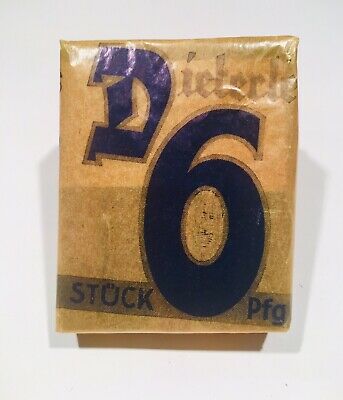 Dieterle
6
STÜCK Pfg